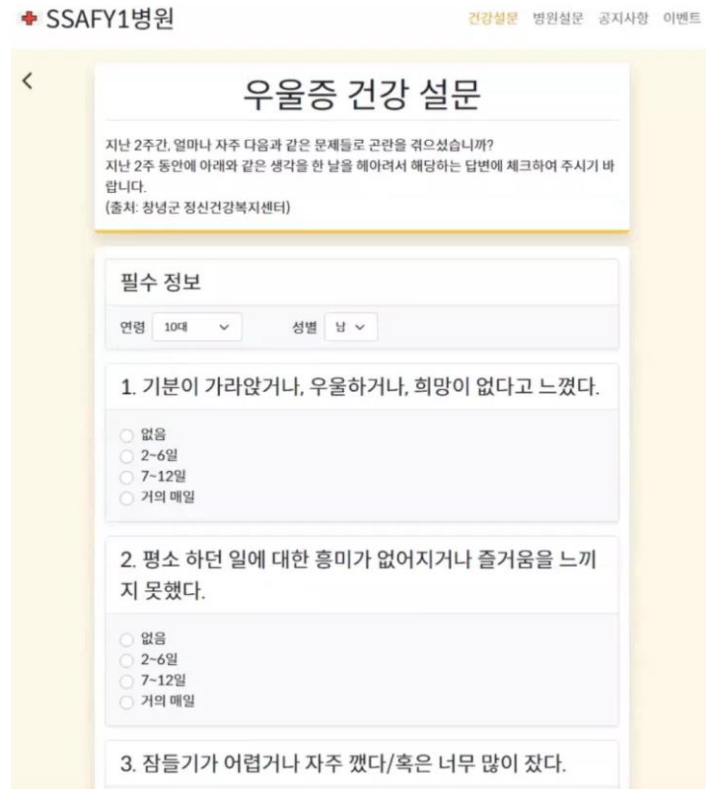 SSAFY1병원
건강설문 병원설문 공지사항 이벤트
우울증 건강 설문
지난 2주간, 얼마나 자주 다음과 같은 문제들로 곤란을 겪으셨습니까?
지난 2주 동안에 아래와 같은 생각을 한 날을 헤아려서 해당하는 답변에 체크하여 주시기 바
랍니다.
(출처: 창녕군 정신건강복지센터)
필수 정보
연령 10대 성별 남
1. 기분이 가라앉거나, 우울하거나, 희망이 없다고 느꼈다.
없음
2~6일
7~12일
거의 매일
2. 평소 하던 일에 대한 흥미가 없어지거나 즐거움을 느끼
지 못했다.
없음
2~6일
7~12일
거의 매일
3. 잠들기가 어렵거나 자주 깼다/혹은 너무 많이 잤다.